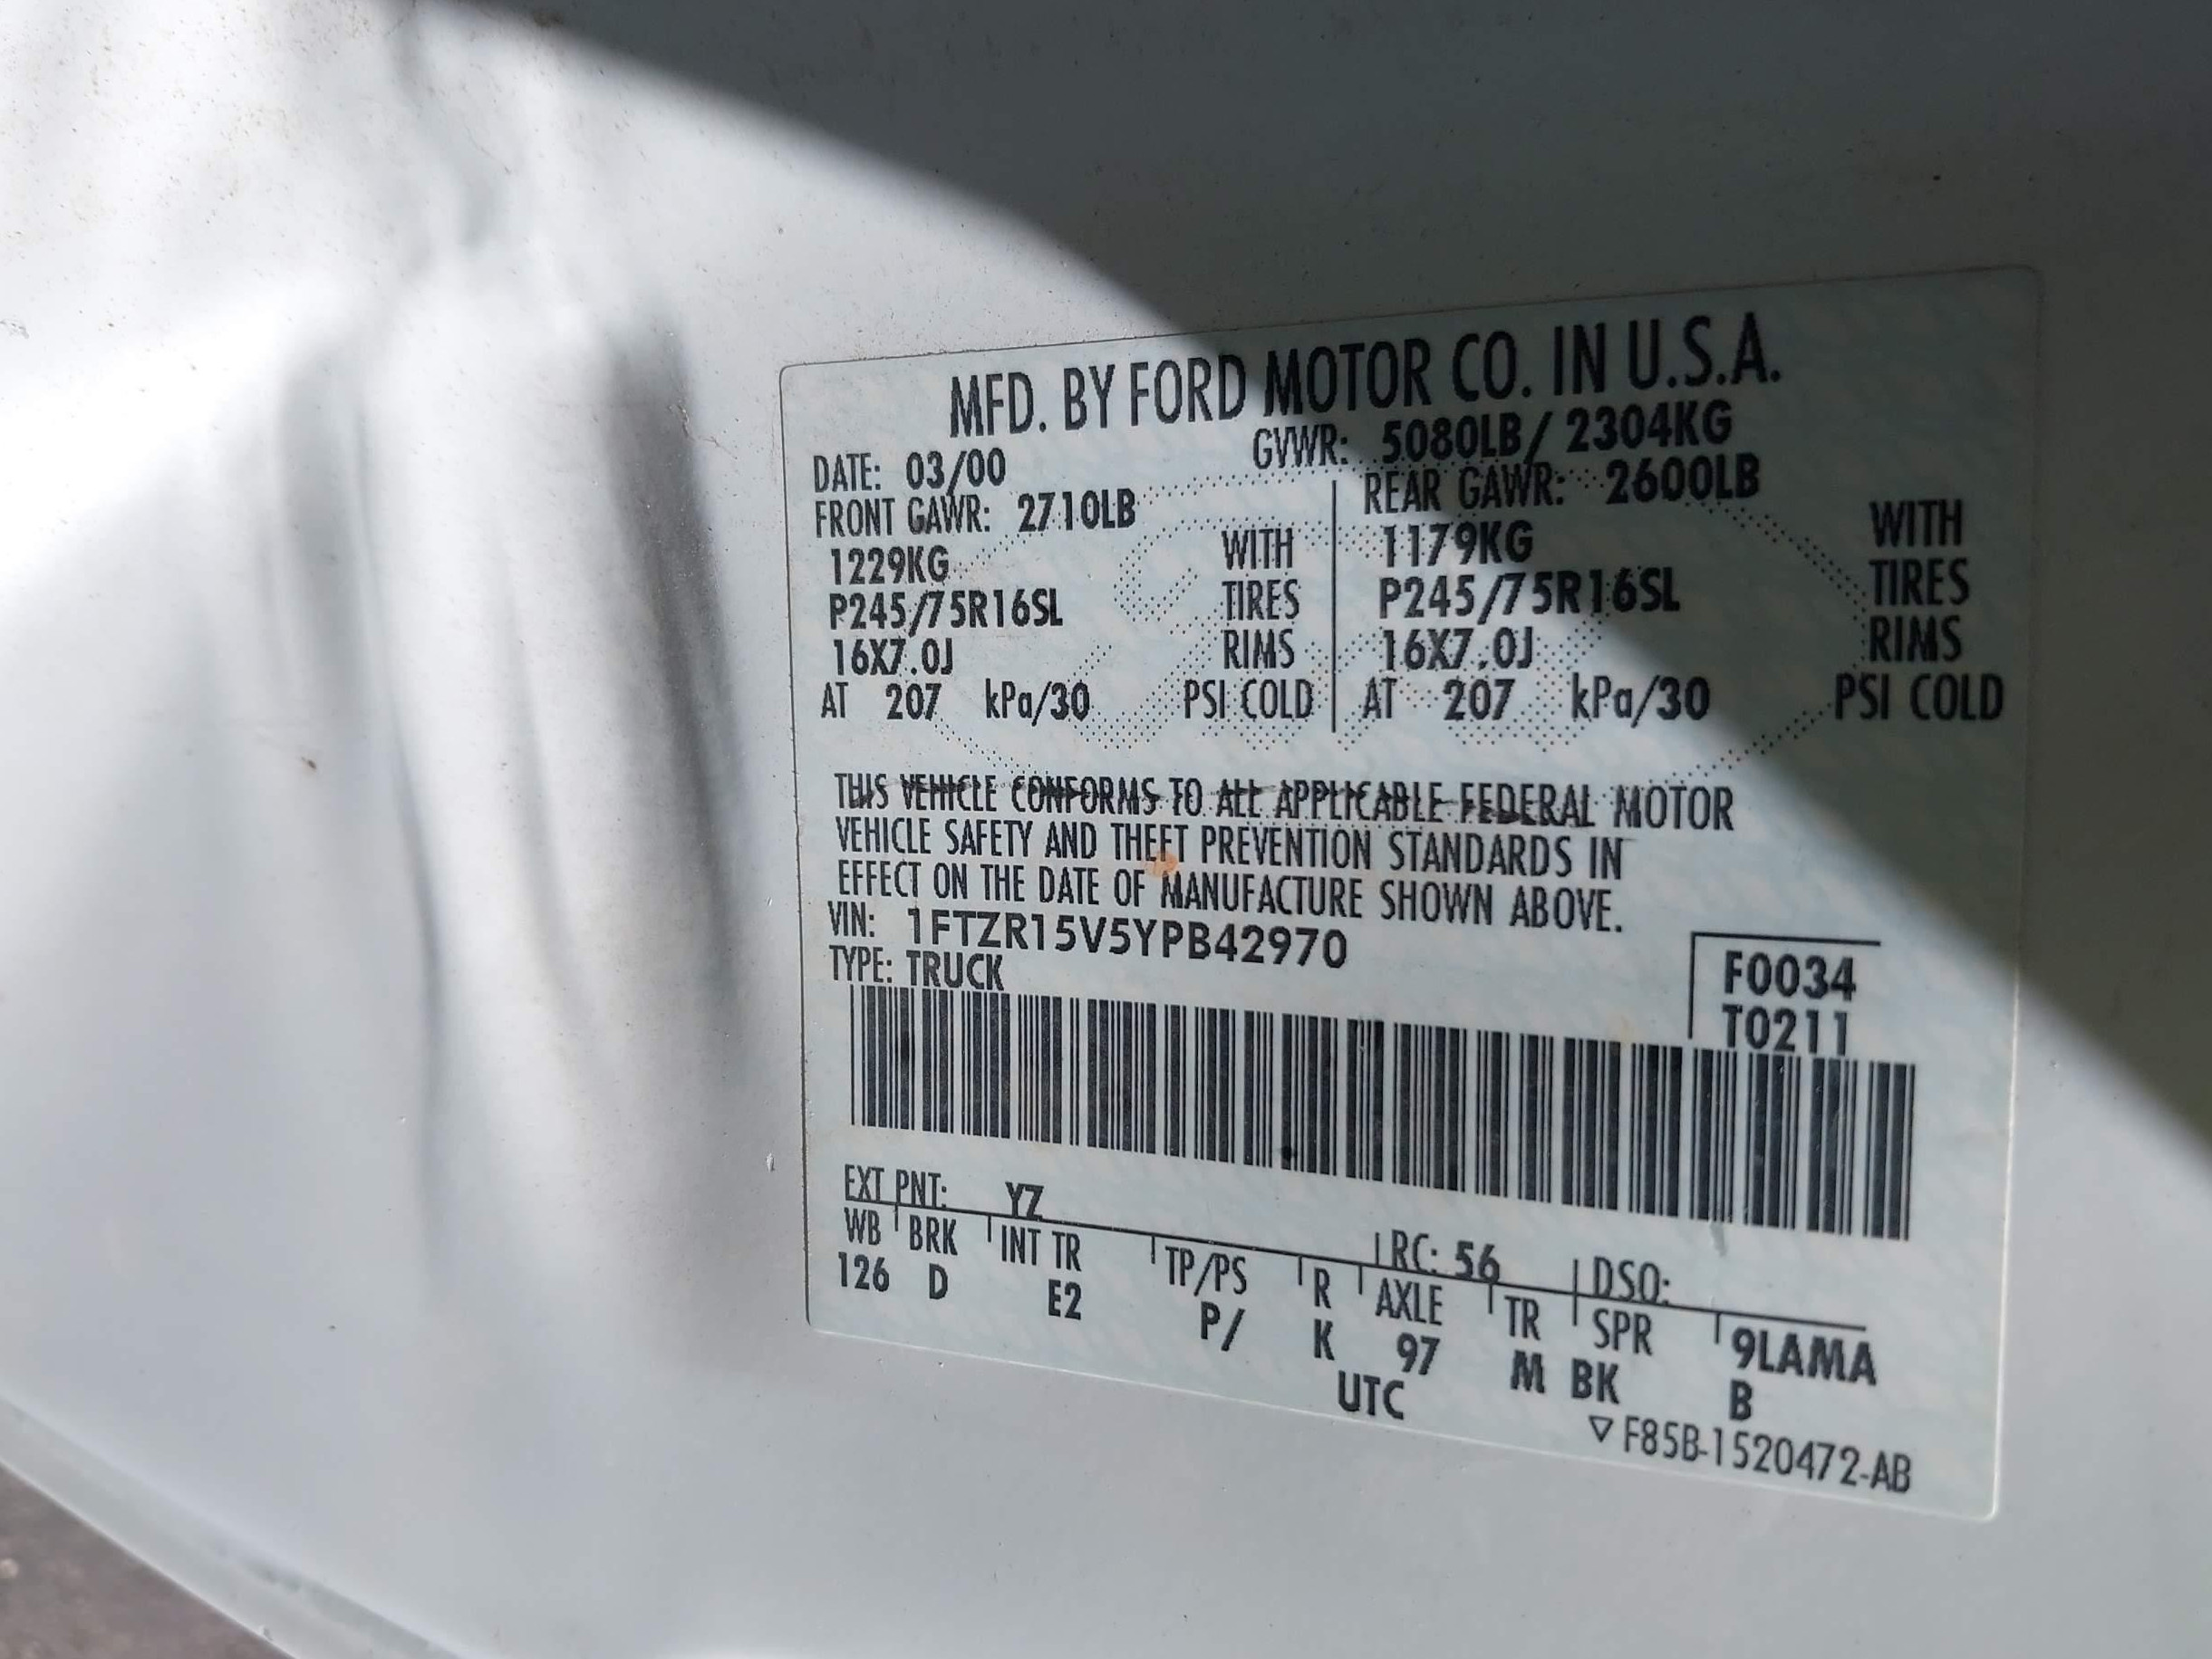 MFD. BY FORD MOTOR CO. IN U.S.A.
DATE: 03/00 GVWR: 5080LB/ 2304KG
FRONT GAWR: 2710LB REAR GAWR: 2600LB
1229KG WITH 1179KG WITH
P245/75R16SL TIRES P245/75R16SL TIRES
16X7.0J RIMS 16X7.0J RIMS
AT 207 kPa/30 PSI COLD AT 207 kPa/30 PSI COLD
THIS VEHICLE CONFORMS TO ALL APPLICABLE FEDERAL MOTOR
VEHICLE SAFETY AND THEFT PREVENTION STANDARDS IN
EFFECT ON THE DATE OF MANUFACTURE SHOWN ABOVE.
VIN: 1FTZR15V5YPB42970
TYPE: TRUCK
F0034
T0211
EXT PNT: YZ RC: 56 DSO:
WB BRK INT TR TP/PS R AXLE TR SPR 9LAMA
126 D E2 P/ K 97 M BK B
UTC
▽ F85B-1520472-AB